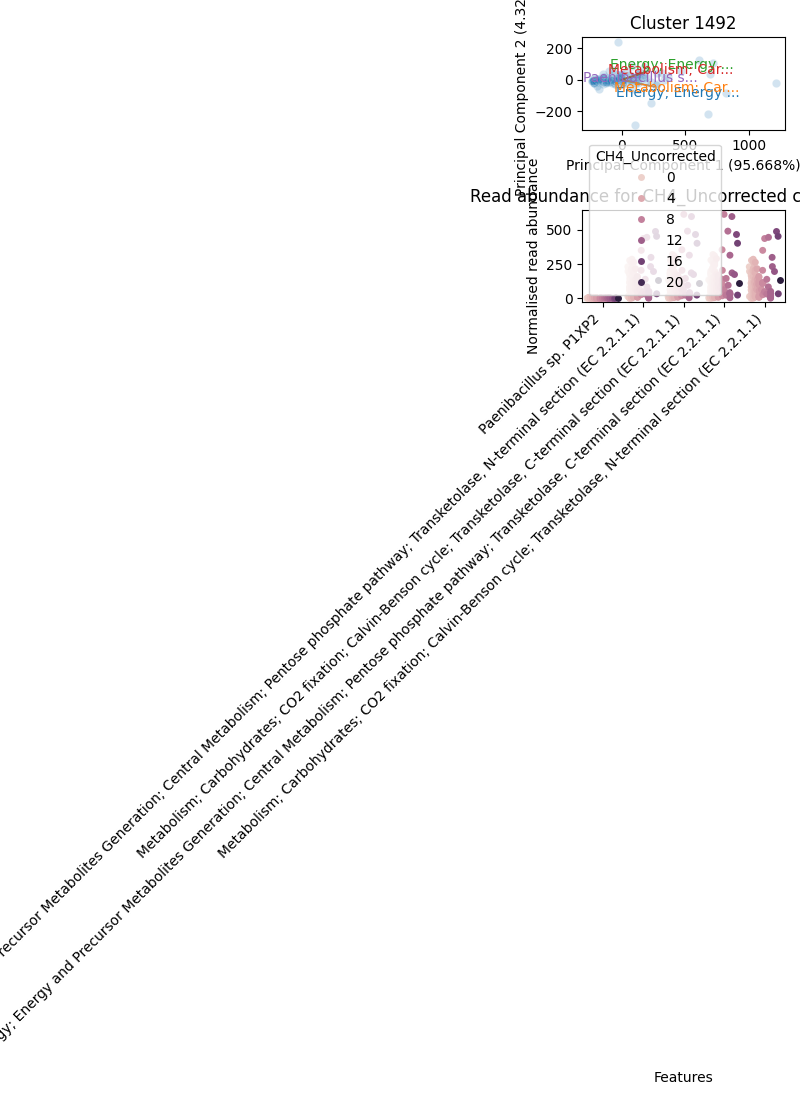 Cluster 1492
Principal Component 2 (4.32
200
0
−200
Energy; Energy ...
Metabolism; Car...
Paenibacillus s...
Metabolism; Car...
Energy; Energy ...
0
500
1000
Principal Component 1 (95.668%)
Read abundance for CH4_Uncorrected c
Normalised read abundance
500
250
0
CH4_Uncorrected
0
4
8
12
16
20
Paenibacillus sp. P1XP2
recursor Metabolites Generation; Central Metabolism; Pentose phosphate pathway; Transketolase, N-terminal section (EC 2.2.1.1)
Metabolism; Carbohydrates; CO2 fixation; Calvin-Benson cycle; Transketolase, C-terminal section (EC 2.2.1.1)
gy; Energy and Precursor Metabolites Generation; Central Metabolism; Pentose phosphate pathway; Transketolase, C-terminal section (EC 2.2.1.1)
Metabolism; Carbohydrates; CO2 fixation; Calvin-Benson cycle; Transketolase, N-terminal section (EC 2.2.1.1)
Features